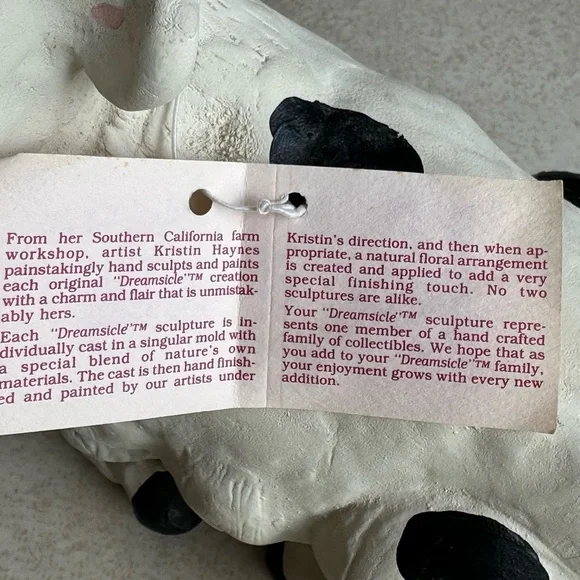 From her Southern California farm
workshop, artist Kristin Haynes
painstakingly hand sculpts and paints
each original "Dreamsicle"™ creation
with a charm and flair that is unmistak-
ably hers.
Each "Dreamsicle"™ sculpture is in-
dividually cast in a singular mold with
a special blend of nature's own
materials. The cast is then hand finish-
ed and painted by our artists under
Kristin's direction, and then when ap-
propriate, a natural floral arrangement
is created and applied to add a very
special finishing touch. No two
sculptures are alike.
Your "Dreamsicle"™ sculpture repre-
sents one member of a hand crafted
family of collectibles. We hope that as
you add to your "Dreamsicle"™ family,
your enjoyment grows with every new
addition.